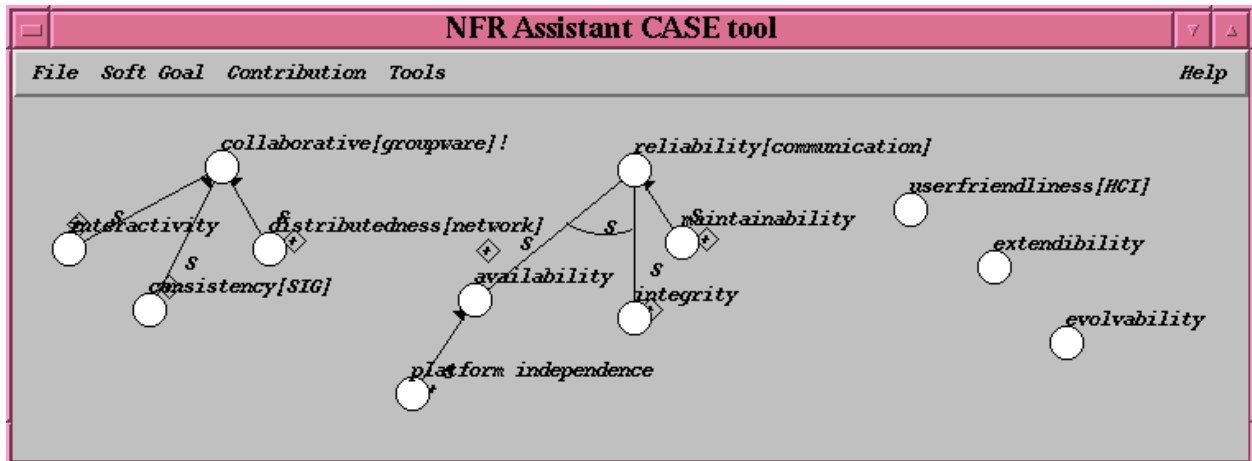 NFR Assistant CASE tool
File Soft Goal Contribution Tools Help
collaborative[groupware]!
reliability[communication]
userfriendliness[HCI]
interactivity
S
distributedness[network]
S
+
maintainability
S
+
S
S
+
extendibility
S
consistency[SIG]
availability
S
integrity
+
evolvability
platform independence
S
+